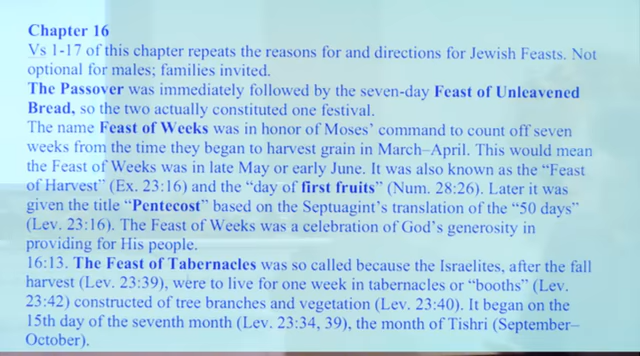 Chapter 16
Vs 1-17 of this chapter repeats the reasons for and directions for Jewish Feasts. Not
optional for males; families invited.
The Passover was immediately followed by the seven-day Feast of Unleavened
Bread, so the two actually constituted one festival.
The name Feast of Weeks was in honor of Moses’ command to count off seven
weeks from the time they began to harvest grain in March–April. This would mean
the Feast of Weeks was in late May or early June. It was also known as the “Feast
of Harvest” (Ex. 23:16) and the “day of first fruits” (Num. 28:26). Later it was
given the title “Pentecost” based on the Septuagint’s translation of the “50 days”
(Lev. 23:16). The Feast of Weeks was a celebration of God’s generosity in
providing for His people.
16:13. The Feast of Tabernacles was so called because the Israelites, after the fall
harvest (Lev. 23:39), were to live for one week in tabernacles or “booths” (Lev.
23:42) constructed of tree branches and vegetation (Lev. 23:40). It began on the
15th day of the seventh month (Lev. 23:34, 39), the month of Tishri (September–
October).